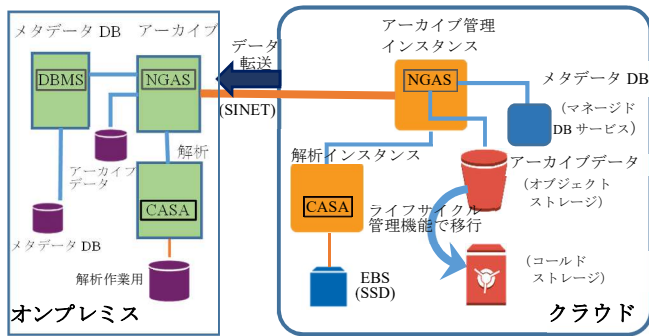 メタデータ DB
アーカイブ
DBMS
NGAS
アーカイブ
データ
解析
CASA
メタデータ DB
解析作業用
オンプレミス
データ
転送
(SINET)
アーカイブ管理
インスタンス
NGAS
メタデータ DB
(マネージド
DB サービス)
解析インスタンス
アーカイブデータ
(オブジェクト
ストレージ)
CASA
ライフサイクル
管理機能で移行
EBS
(SSD)
(コールド
ストレージ)
クラウド